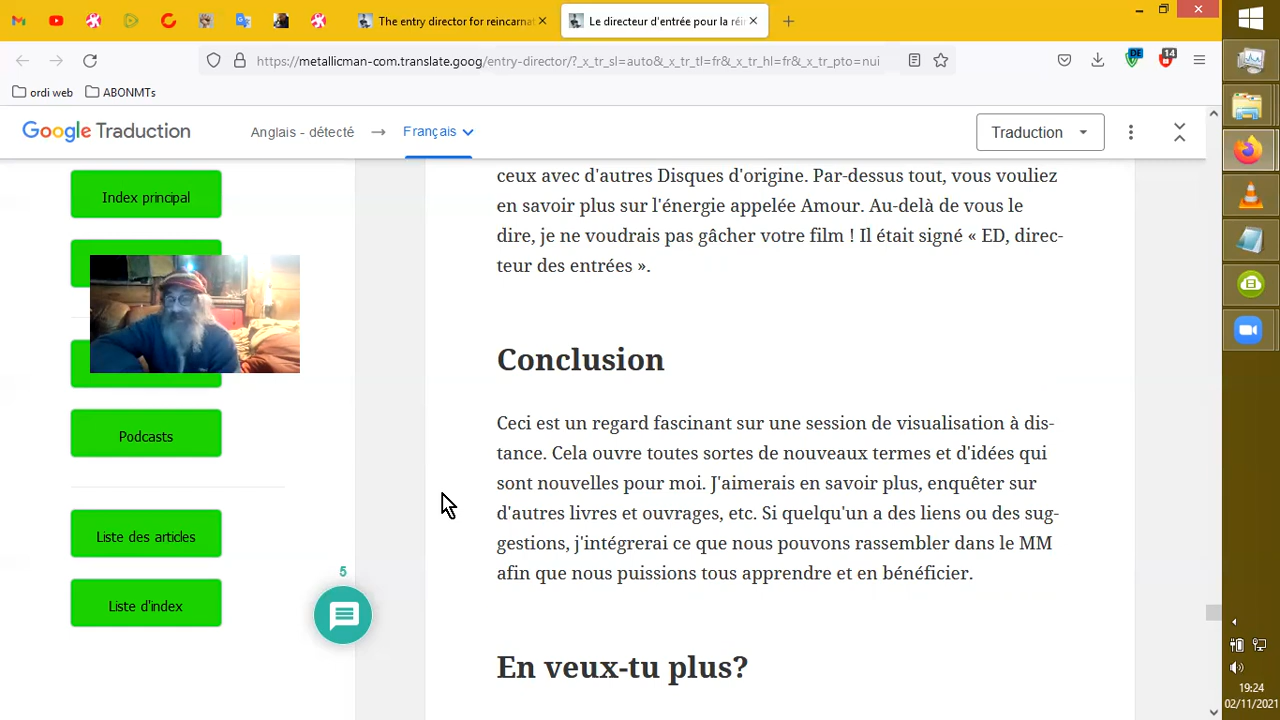 The entry director for reincarnat
Le directeur d'entrée pour la réin
https://metallicman-com.translate.goog/entry-director/?_x_tr_sl=auto&_x_tr_tl=fr&_x_tr_hl=fr&_x_tr_pto=nui
DE
14
ordi web
ABONMTs
Google Traduction
Anglais - détecté
Français
Traduction
Index principal
Podcasts
Liste des articles
Liste d'index
5
ceux avec d'autres Disques d'origine. Par-dessus tout, vous vouliez
en savoir plus sur l'énergie appelée Amour. Au-delà de vous le
dire, je ne voudrais pas gâcher votre film ! Il était signé « ED, direc-
teur des entrées ».
Conclusion
Ceci est un regard fascinant sur une session de visualisation à dis-
tance. Cela ouvre toutes sortes de nouveaux termes et d'idées qui
sont nouvelles pour moi. J'aimerais en savoir plus, enquêter sur
d'autres livres et ouvrages, etc. Si quelqu'un a des liens ou des sug-
gestions, j'intégrerai ce que nous pouvons rassembler dans le MM
afin que nous puissions tous apprendre et en bénéficier.
En veux-tu plus?
19:24
02/11/2021